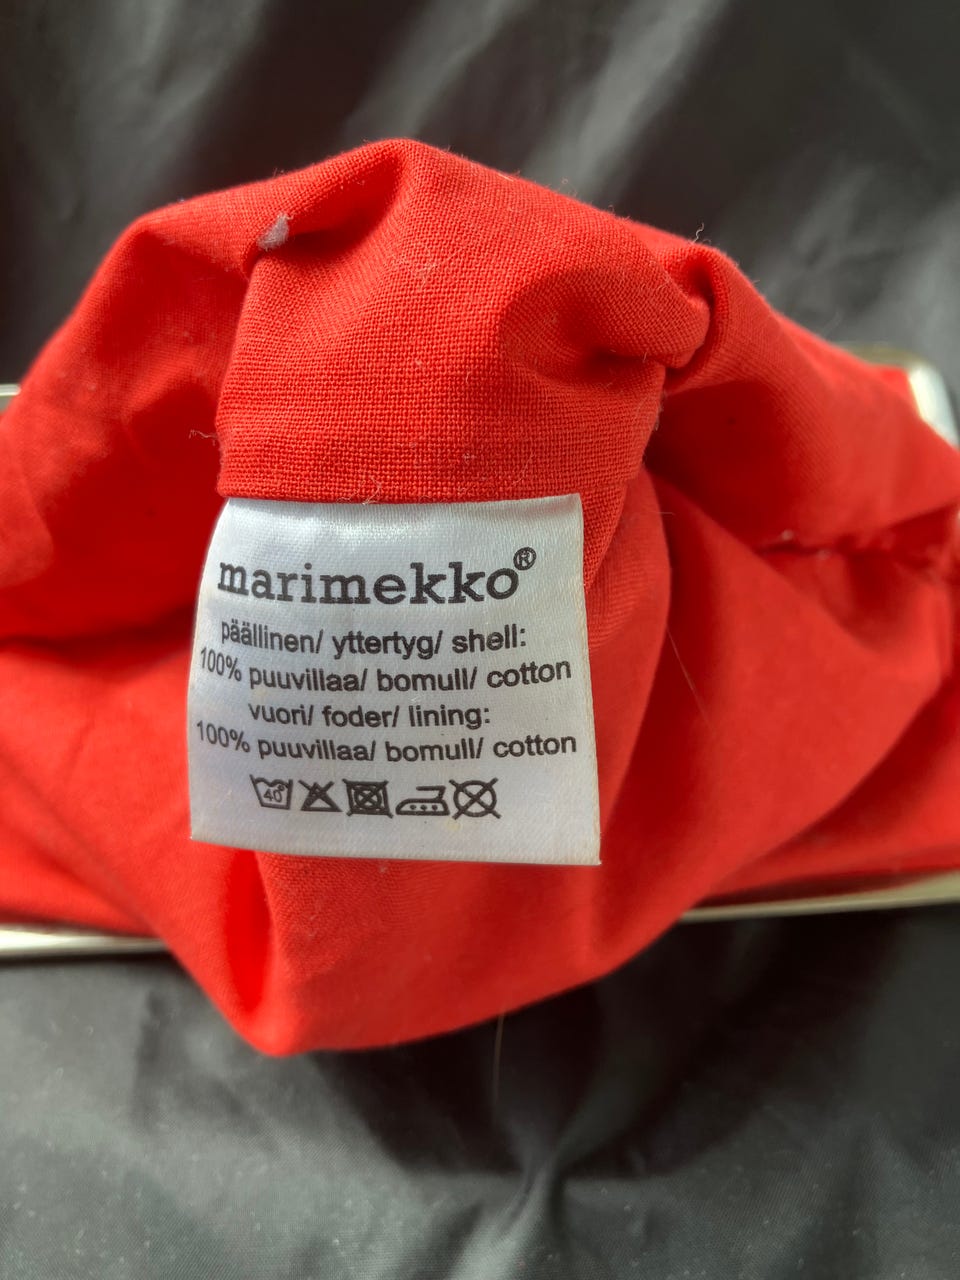 marimekko®
päällinen/ yttertyg/ shell:
100% puuvillaa/ bomull/ cotton
vuori/ foder/ lining:
100% puuvillaa/ bomull/ cotton
40°